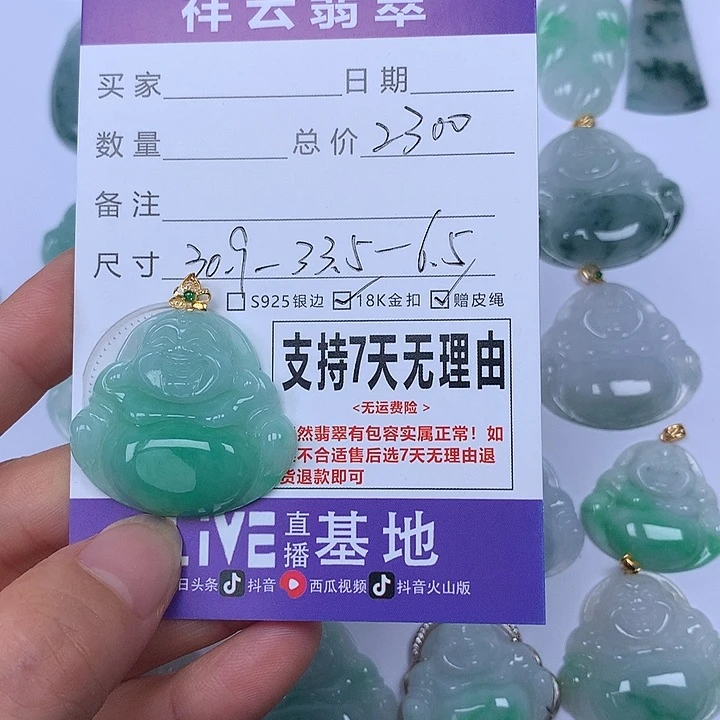 祥云翡翠
买家 日期
数量 总价 2300
备注
尺寸 30.9-33.5-6.5
S925银边 18K金扣 赠皮绳
支持7天无理由
<无运费险>
然翡翠有包容实属正常！如
不合适售后选7天无理由退
货退款即可
LiVE 直播 基地
日头条 抖音 西瓜视频 抖音火山版